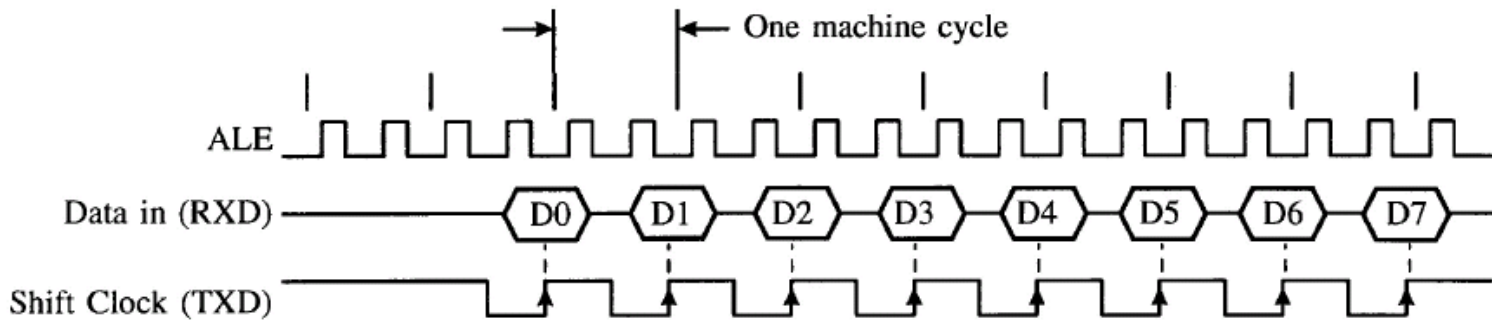 One machine cycle
ALE
Data in (RXD) D0 D1 D2 D3 D4 D5 D6 D7
Shift Clock (TXD)